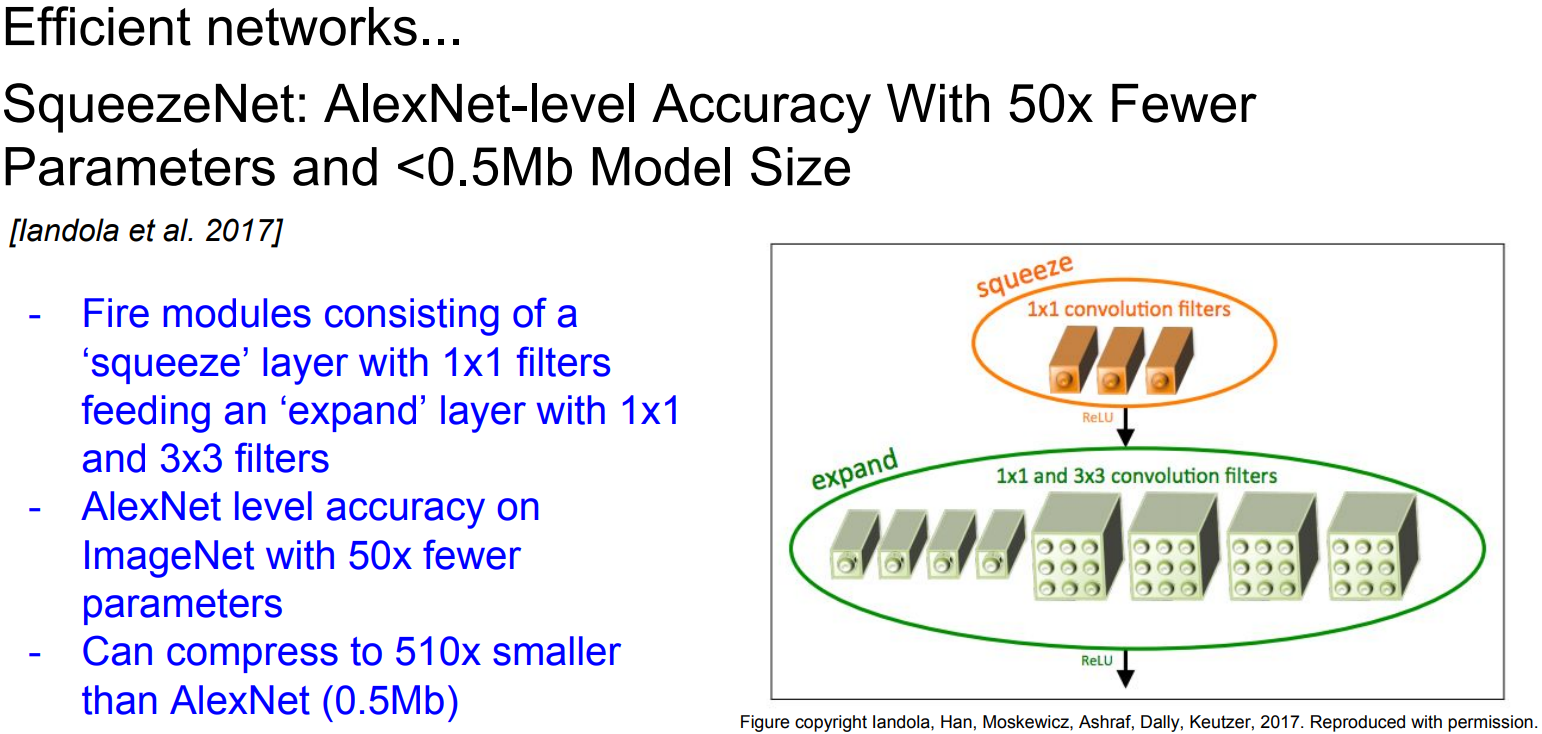 Efficient networks...
SqueezeNet: AlexNet-level Accuracy With 50x Fewer
Parameters and <0.5Mb Model Size
[Iandola et al. 2017]
- Fire modules consisting of a
‘squeeze’ layer with 1x1 filters
feeding an ‘expand’ layer with 1x1
and 3x3 filters
- AlexNet level accuracy on
ImageNet with 50x fewer
parameters
- Can compress to 510x smaller
than AlexNet (0.5Mb)
squeeze
1x1 convolution filters
ReLU
expand
1x1 and 3x3 convolution filters
ReLU
Figure copyright Iandola, Han, Moskewicz, Ashraf, Dally, Keutzer, 2017. Reproduced with permission.